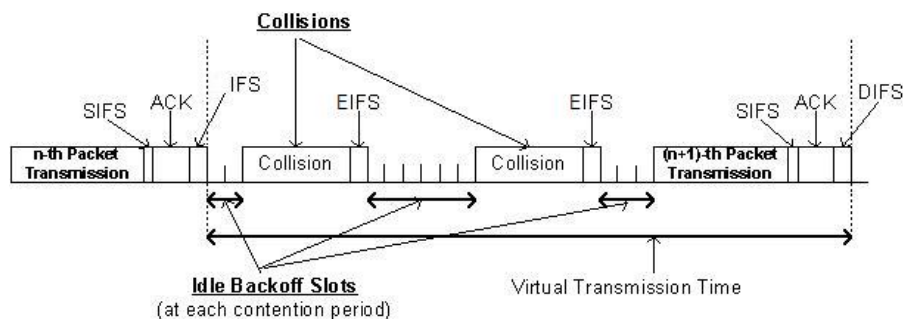 Collisions
SIFS ACK IFS EIFS EIFS SIFS ACK DIFS
n-th Packet Transmission
Collision
Collision
(n+1)-th Packet Transmission
Idle Backoff Slots
(at each contention period)
Virtual Transmission Time